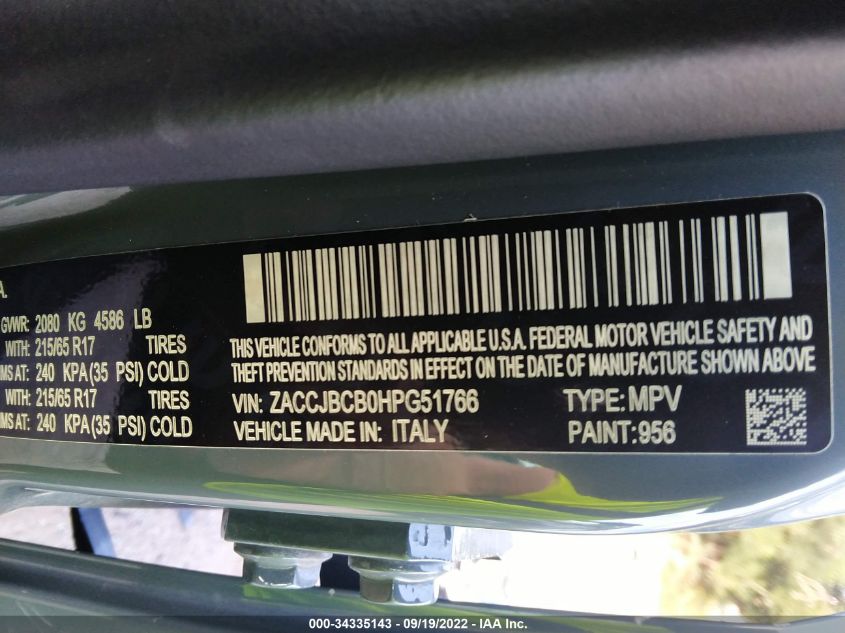 GVWR: 2080 KG 4586 LB
WITH: 215/65 R17 TIRES
AT: 240 KPA(35 PSI) COLD
WITH: 215/65 R17 TIRES
AT: 240 KPA(35 PSI) COLD
THIS VEHICLE CONFORMS TO ALL APPLICABLE U.S.A. FEDERAL MOTOR VEHICLE SAFETY AND
THEFT PREVENTION STANDARDS IN EFFECT ON THE DATE OF MANUFACTURE SHOWN ABOVE
VIN: ZACCJBCB0HPG51766 TYPE: MPV
VEHICLE MADE IN: ITALY PAINT:956
000-34335143 - 09/19/2022 - IAA Inc.